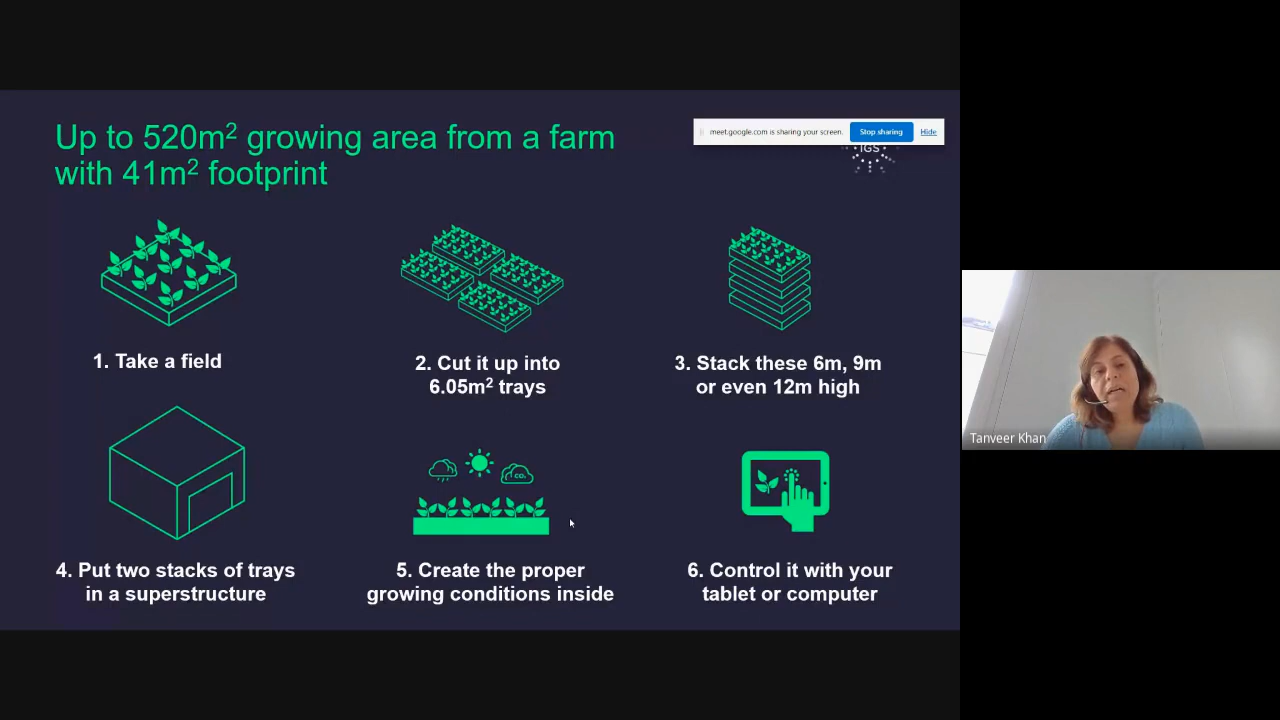 Up to 520m² growing area from a farm
with 41m² footprint
meet.google.com is sharing your screen.
Stop sharing
Hide
IGS
1. Take a field
2. Cut it up into
6.05m² trays
3. Stack these 6m, 9m
or even 12m high
4. Put two stacks of trays
in a superstructure
CO₂
5. Create the proper
growing conditions inside
6. Control it with your
tablet or computer
Tanveer Khan